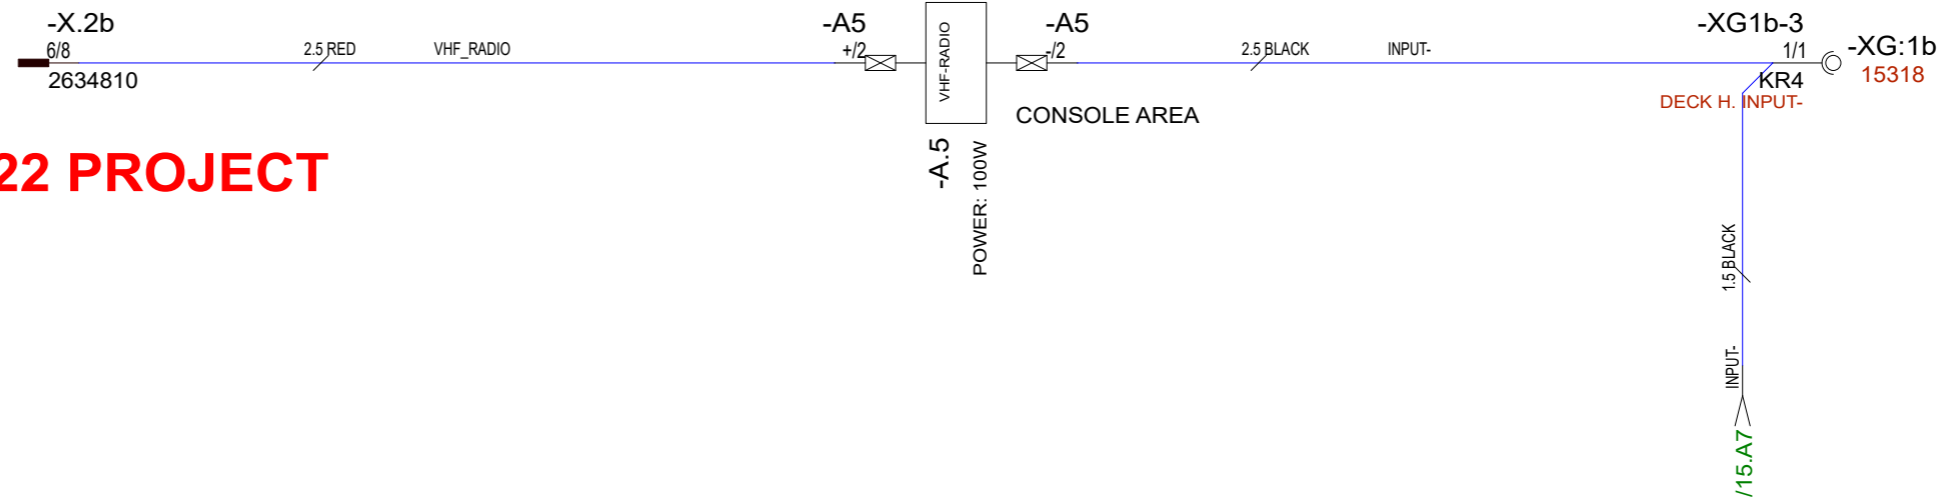 -X.2b
6/8
2634810
2.5 RED
VHF_RADIO
-A5
+/2
VHF-RADIO
-A.5
POWER: 100W
-A5
-/2
CONSOLE AREA
2.5 BLACK
INPUT-
-XG1b-3
1/1
KR4
DECK H. INPUT-
-XG:1b
15318
22 PROJECT
1.5 BLACK
INPUT-
/15.A7